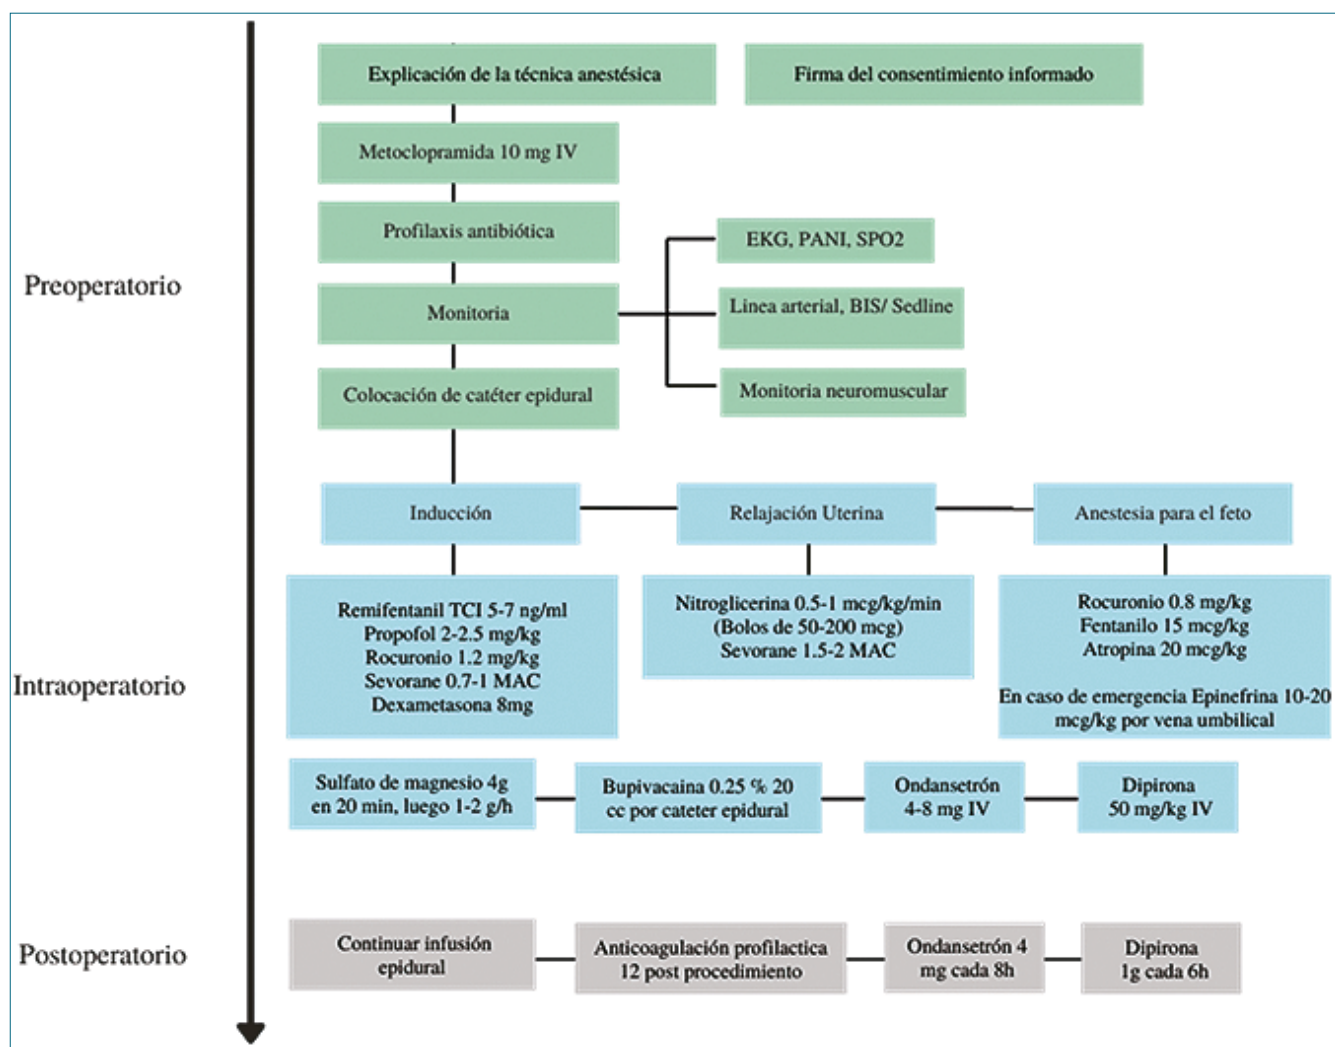 Explicación de la técnica anestésica
Firma del consentimiento informado
Metoclopramida 10 mg IV
Profilaxis antibiótica
EKG, PANI, SPO2
Preoperatorio
Monitoria
Linea arterial, BIS/ Sedline
Colocación de catéter epidural
Monitoria neuromuscular
Inducción
Relajación Uterina
Anestesia para el feto
Intraoperatorio
Remifentanil TCI 5-7 ng/ml
Propofol 2-2.5 mg/kg
Rocuronio 1.2 mg/kg
Sevorane 0.7-1 MAC
Dexametasona 8mg
Nitroglicerina 0.5-1 mcg/kg/min
(Bolos de 50-200 mcg)
Sevorane 1.5-2 MAC
Rocuronio 0.8 mg/kg
Fentanilo 15 mcg/kg
Atropina 20 mcg/kg
En caso de emergencia Epinefrina 10-20
mcg/kg por vena umbilical
Sulfato de magnesio 4g
en 20 min, luego 1-2 g/h
Bupivacaina 0.25 % 20
cc por cateter epidural
Ondansetrón
4-8 mg IV
Dipirona
50 mg/kg IV
Postoperatorio
Continuar infusión
epidural
Anticoagulación profilactica
12 post procedimiento
Ondansetrón 4
mg cada 8h
Dipirona
1g cada 6h